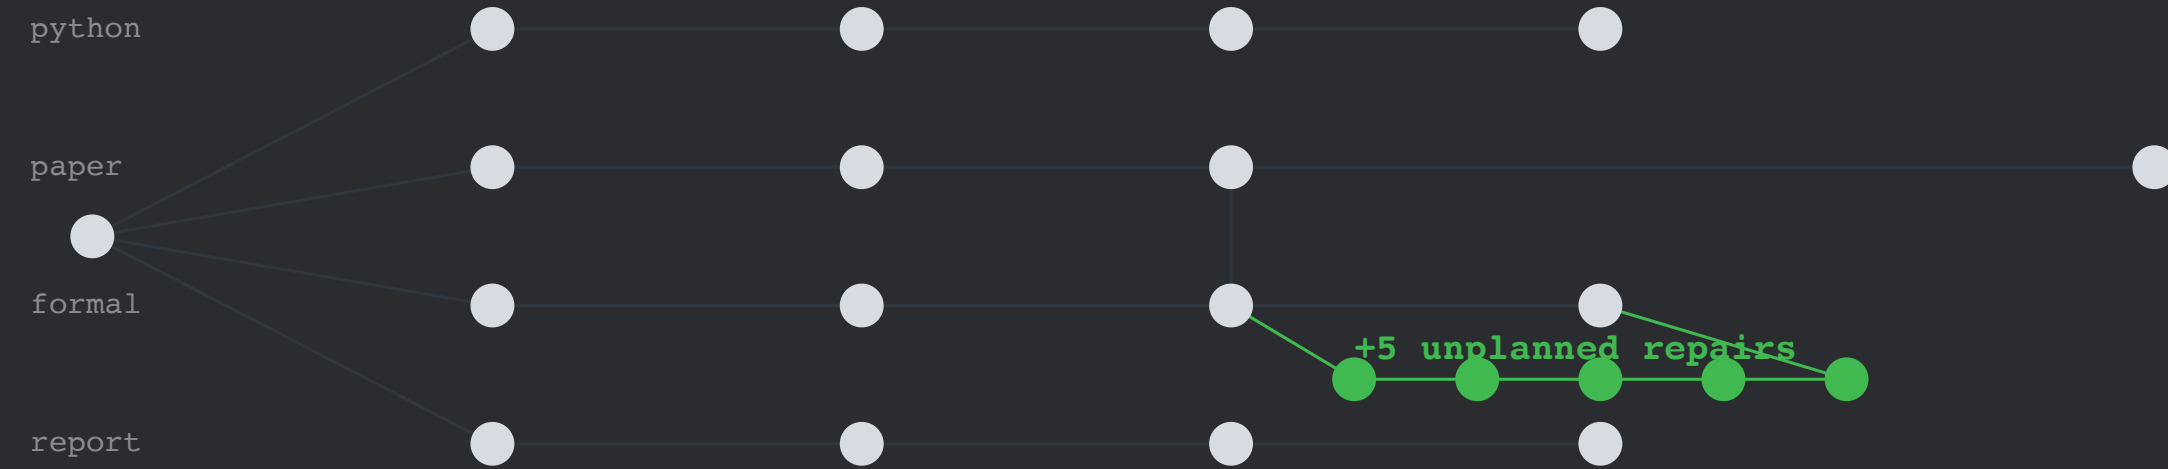 python
paper
formal
+5 unplanned repairs
report